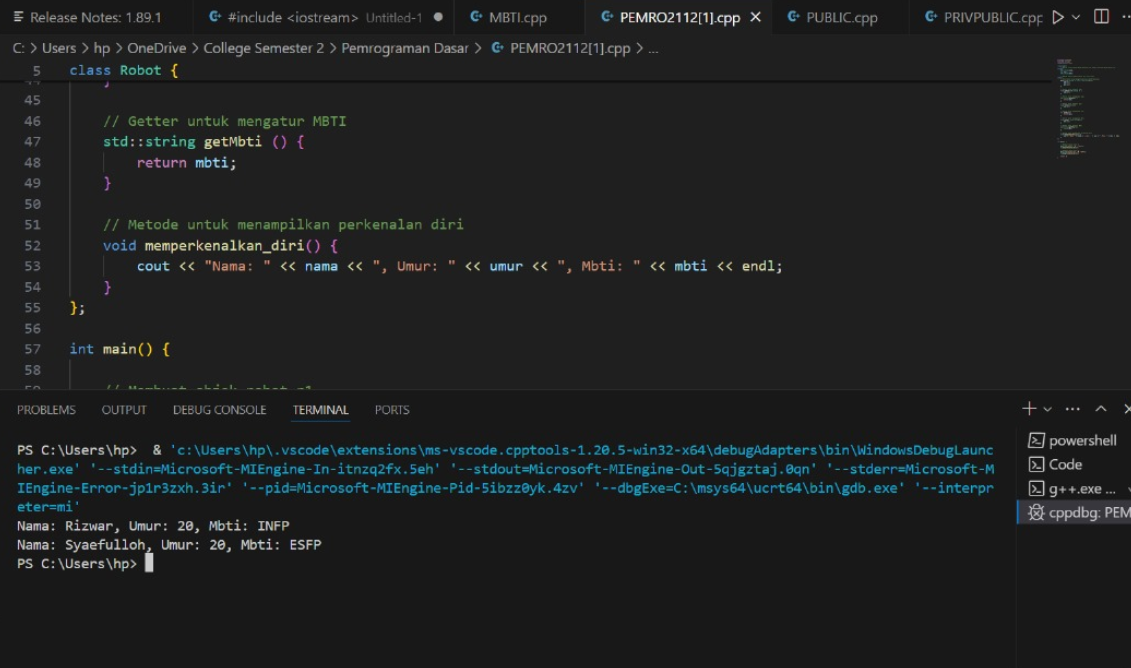 Release Notes: 1.89.1 #include <iostream> Untitled-1 MBTI.cpp PEMRO2112[1].cpp PUBLIC.cpp PRIVPUBLIC.cpp
C: > Users > hp > OneDrive > College Semester 2 > Pemrograman Dasar > PEMRO2112[1].cpp > ...
5 class Robot {
45
46 // Getter untuk mengatur MBTI
47 std::string getMbti () {
48 return mbti;
49 }
50
51 // Metode untuk menampilkan perkenalan diri
52 void memperkenalkan_diri() {
53 cout << "Nama: " << nama << ", Umur: " << umur << ", Mbti: " << mbti << endl;
54 }
55 };
56
57 int main() {
58
PROBLEMS OUTPUT DEBUG CONSOLE TERMINAL PORTS
PS C:\Users\hp> & 'c:\Users\hp\.vscode\extensions\ms-vscode.cpptools-1.20.5-win32-x64\debugAdapters\bin\WindowsDebugLaunc
her.exe' '--stdin=Microsoft-MIEngine-In-itnzq2fx.5eh' '--stdout=Microsoft-MIEngine-Out-5qjgztaj.0qn' '--stderr=Microsoft-M
IEngine-Error-jp1r3zxh.3ir' '--pid=Microsoft-MIEngine-Pid-5ibzz0yk.4zv' '--dbgExe=C:\msys64\ucrt64\bin\gdb.exe' '--interpr
eter=mi'
Nama: Rizwar, Umur: 20, Mbti: INFP
Nama: Syaefulloh, Umur: 20, Mbti: ESFP
PS C:\Users\hp>
powershell
Code
g++.exe ...
cppdbg: PEM